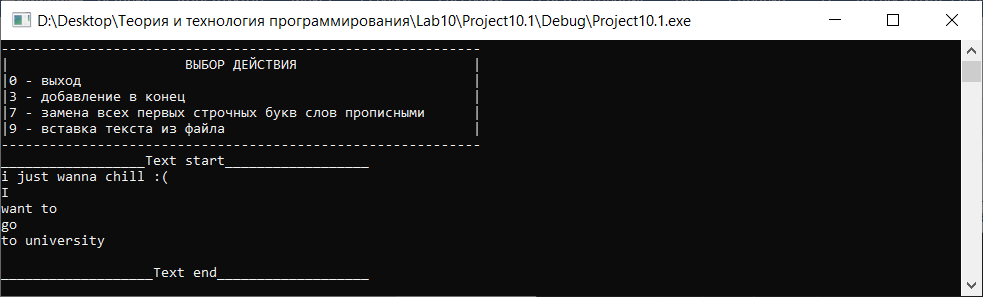 D:\Desktop\Теория и технология программирования\Lab10\Project10.1\Debug\Project10.1.exe
------------------------------------------------------------
| ВЫБОР ДЕЙСТВИЯ |
|0 - выход |
|3 - добавление в конец |
|7 - замена всех первых строчных букв слов прописными |
|9 - вставка текста из файла |
------------------------------------------------------------
__________________Text start__________________
i just wanna chill :(
I
want to
go
to university
___________________Text end___________________